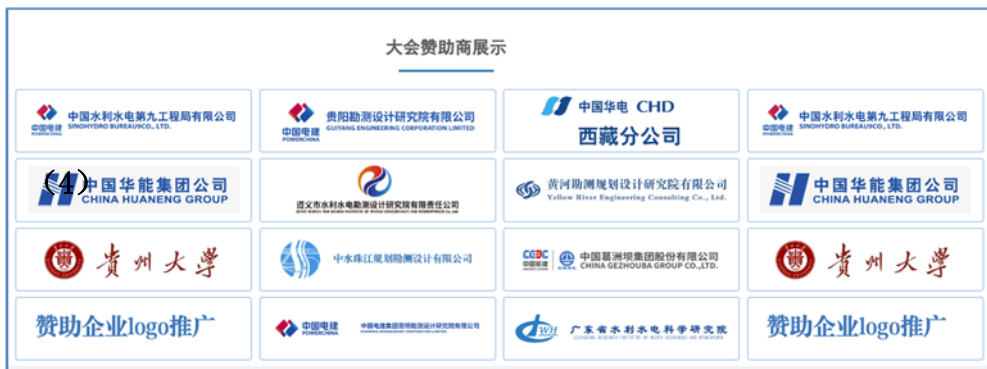 大会赞助商展示
中国电建
POWERCHINA
中国水利水电第九工程局有限公司
SINOHYDRO BUREAU9CO., LTD.
中国电建
POWERCHINA
贵阳勘测设计研究院有限公司
GUIYANG ENGINEERING CORPORATION LIMITED
中国华电 CHD
西藏分公司
中国电建
POWERCHINA
中国水利水电第九工程局有限公司
SINOHYDRO BUREAU9CO., LTD.
(4)
中国华能集团公司
CHINA HUANENG GROUP
遵义市水利水电勘测设计研究院有限责任公司
黄河勘测规划设计研究院有限公司
Yellow River Engineering Consulting Co., Ltd.
中国华能集团公司
CHINA HUANENG GROUP
貴州大學
中水珠江规划勘测设计有限公司
CEEC
中国能建
中国葛洲坝集团股份有限公司
CHINA GEZHOUBA GROUP CO.,LTD.
貴州大學
赞助企业logo推广
中国电建
POWERCHINA
中国电建集团昆明勘测设计研究院有限公司
WH
广东省水利水电科学研究院
赞助企业logo推广